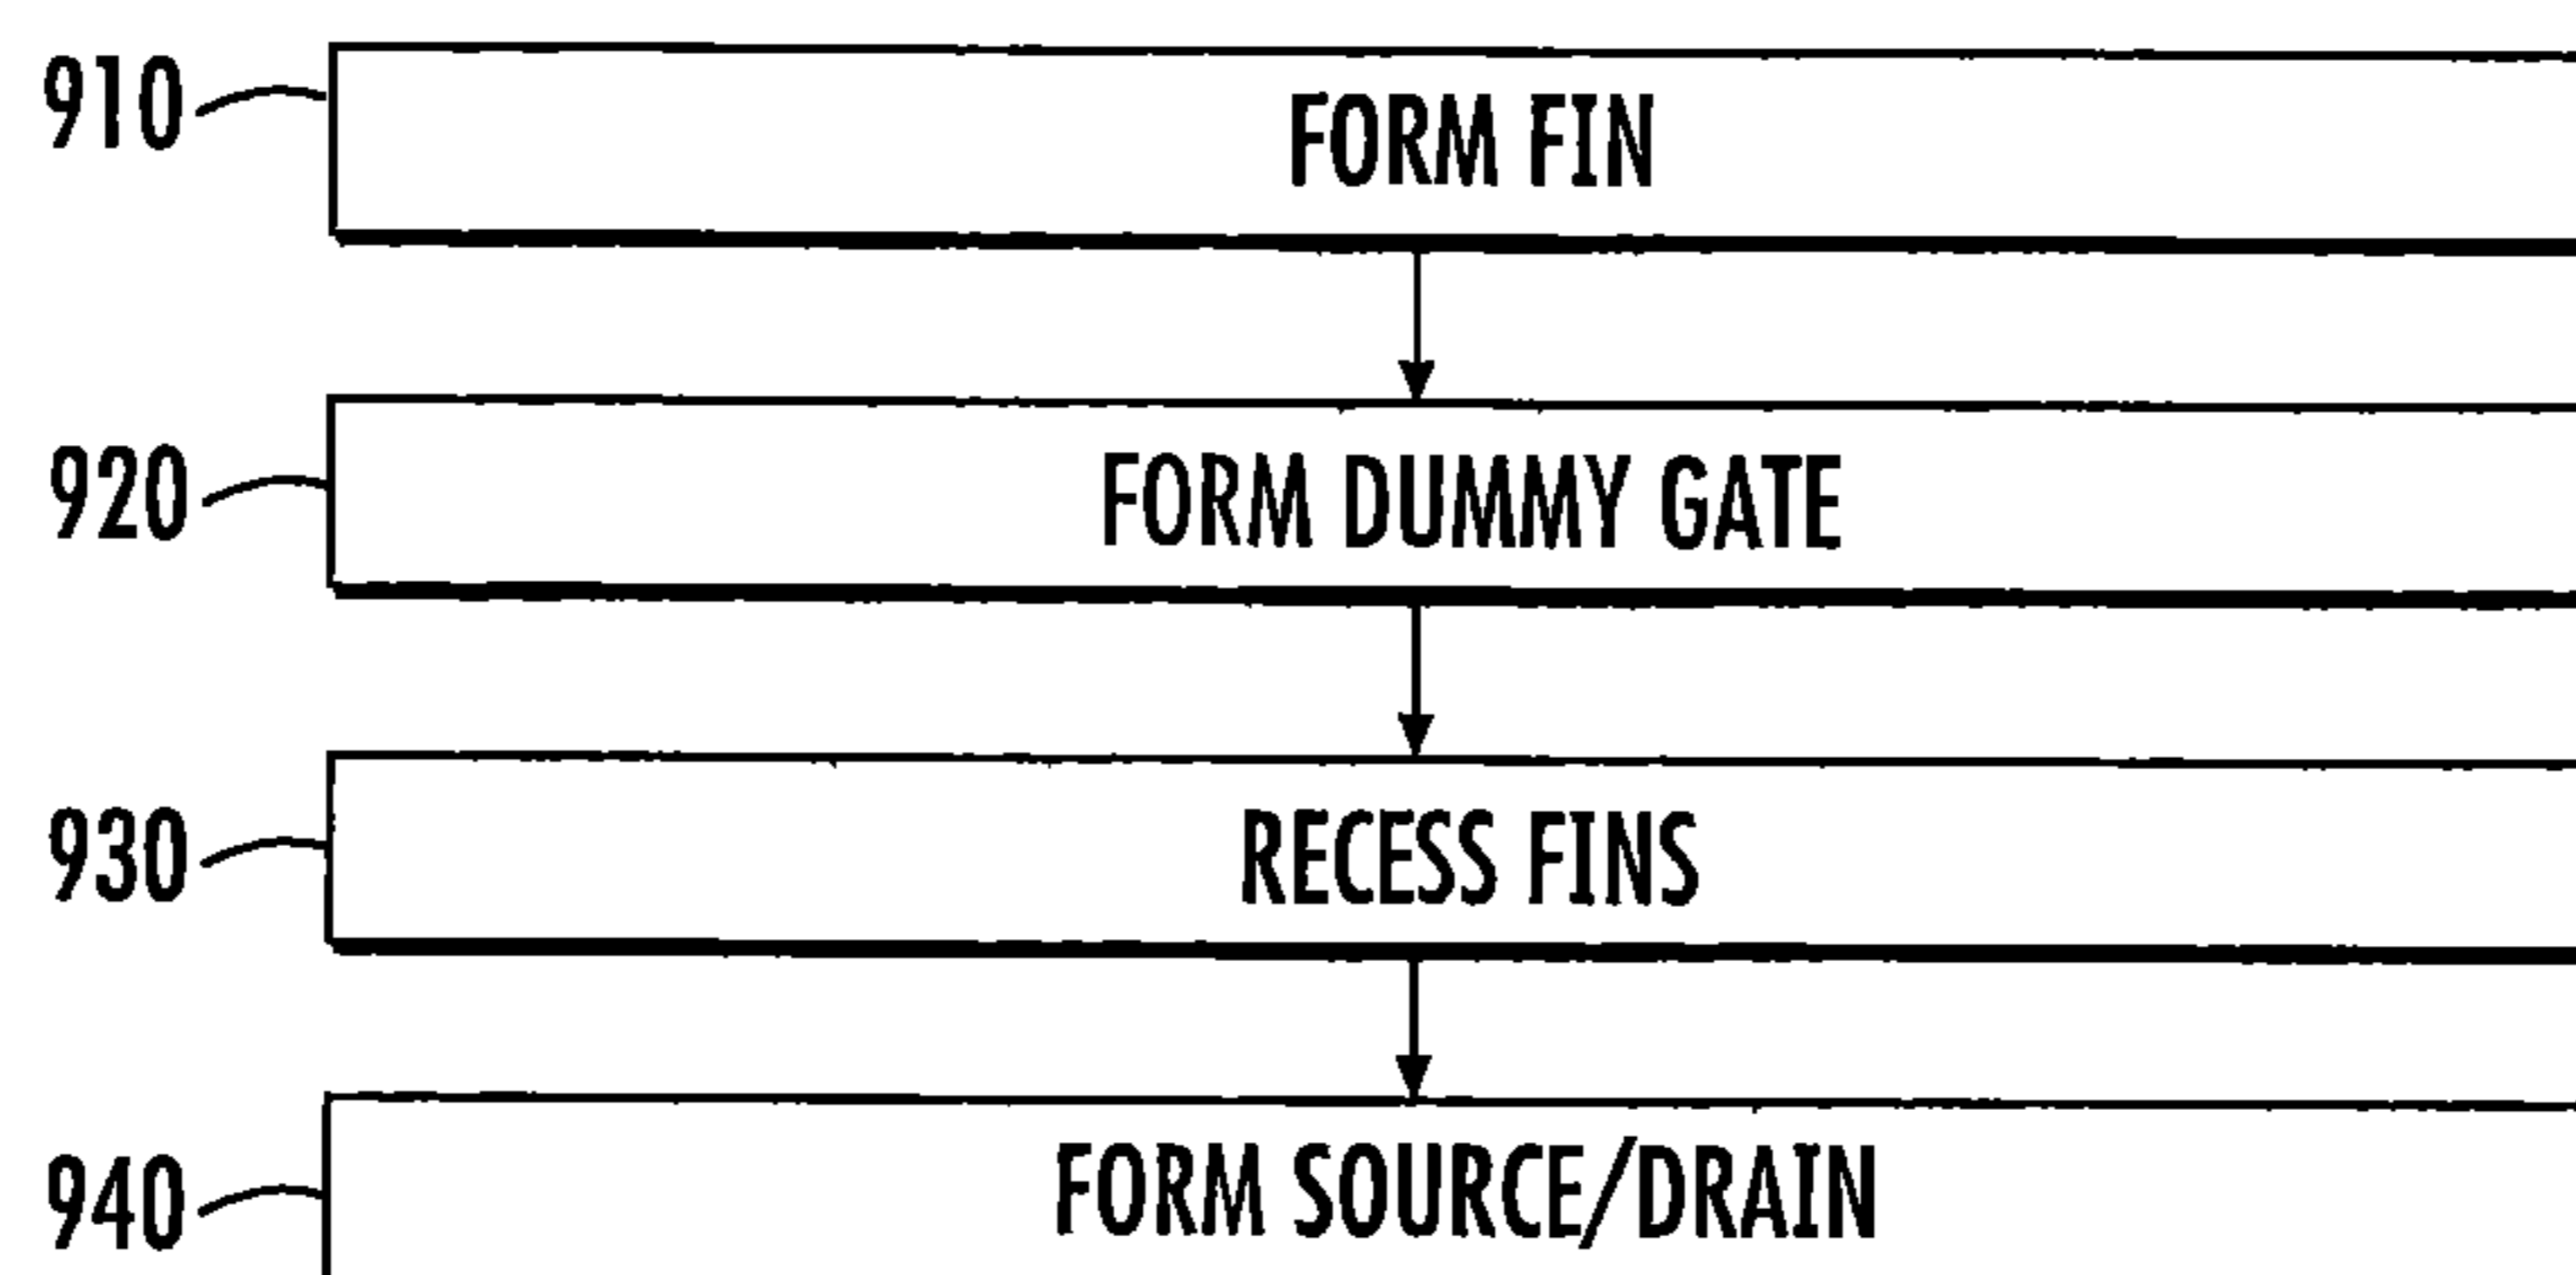 910
FORM FIN
920
FORM DUMMY GATE
930
RECESS FINS
940
FORM SOURCE/DRAIN